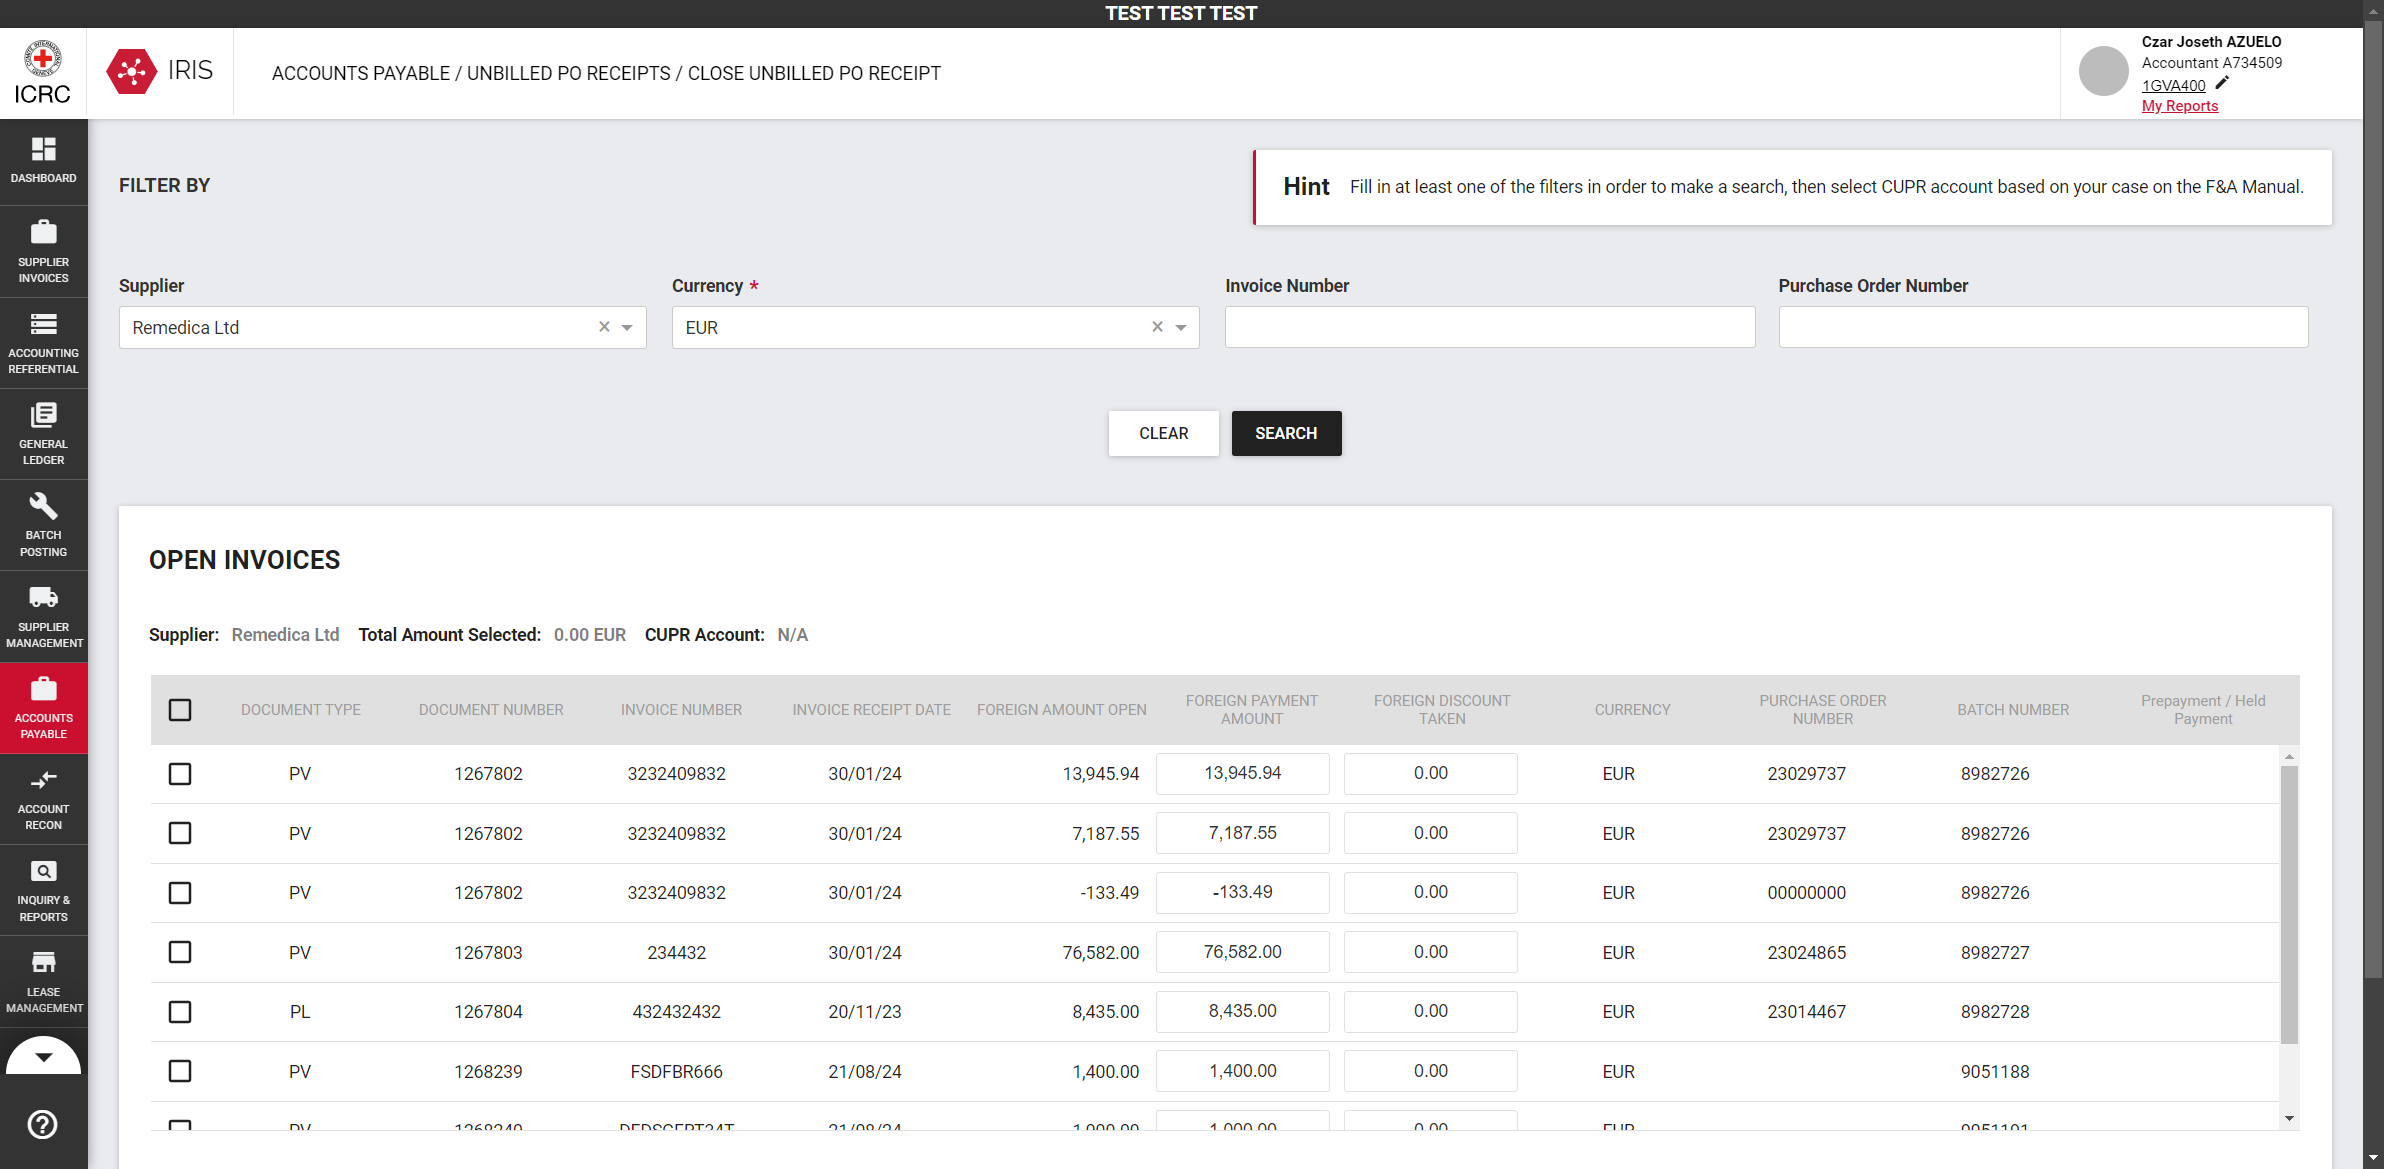 TEST TEST TEST
ICRC
IRIS
ACCOUNTS PAYABLE / UNBILLED PO RECEIPTS / CLOSE UNBILLED PO RECEIPT
Czar Joseth AZUELO
Accountant A734509
1GVA400
My Reports
DASHBOARD
SUPPLIER
INVOICES
ACCOUNTING
REFERENTIAL
GENERAL
LEDGER
BATCH
POSTING
SUPPLIER
MANAGEMENT
ACCOUNTS
PAYABLE
ACCOUNT
RECON
INQUIRY &
REPORTS
LEASE
MANAGEMENT
FILTER BY
Hint Fill in at least one of the filters in order to make a search, then select CUPR account based on your case on the F&A Manual.
Supplier Currency * Invoice Number Purchase Order Number
Remedica Ltd EUR
CLEAR SEARCH
OPEN INVOICES
Supplier: Remedica Ltd Total Amount Selected: 0.00 EUR CUPR Account: N/A
DOCUMENT TYPE DOCUMENT NUMBER INVOICE NUMBER INVOICE RECEIPT DATE FOREIGN AMOUNT OPEN FOREIGN PAYMENT AMOUNT FOREIGN DISCOUNT TAKEN CURRENCY PURCHASE ORDER NUMBER BATCH NUMBER Prepayment / Held Payment
PV 1267802 3232409832 30/01/24 13,945.94 13,945.94 0.00 EUR 23029737 8982726
PV 1267802 3232409832 30/01/24 7,187.55 7,187.55 0.00 EUR 23029737 8982726
PV 1267802 3232409832 30/01/24 -133.49 -133.49 0.00 EUR 00000000 8982726
PV 1267803 234432 30/01/24 76,582.00 76,582.00 0.00 EUR 23024865 8982727
PL 1267804 432432432 20/11/23 8,435.00 8,435.00 0.00 EUR 23014467 8982728
PV 1268239 FSDFBR666 21/08/24 1,400.00 1,400.00 0.00 EUR 9051188
PV 21/08/24 0.00 EUR